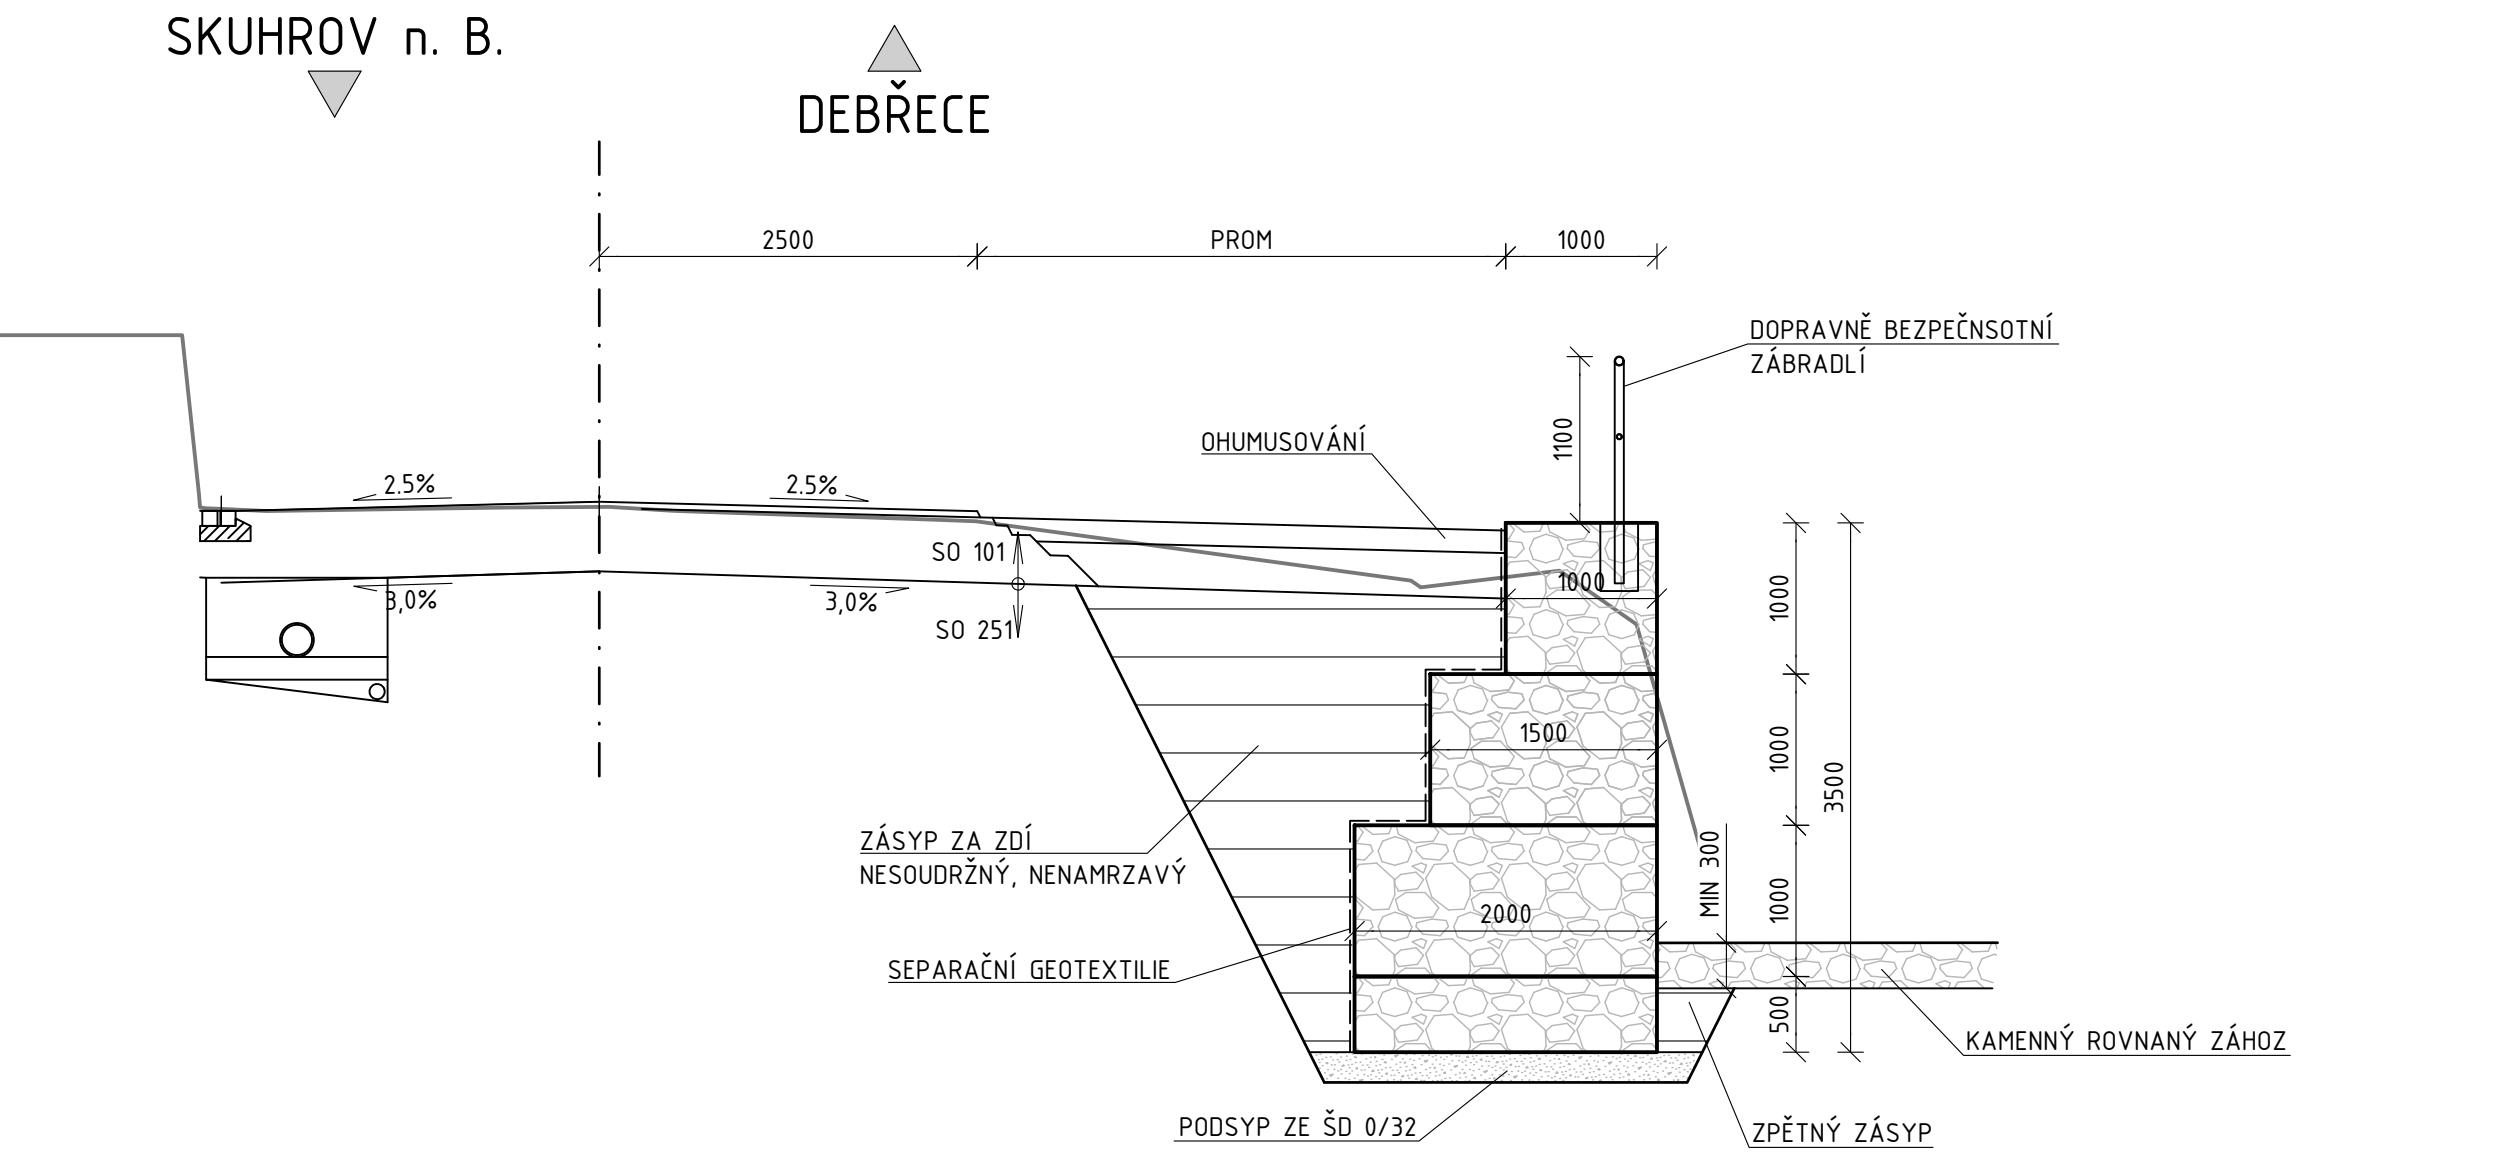 SKUHROV n. B.
DEBŘECE
2500
PROM
1000
DOPRAVNĚ BEZPEČNSOTNÍ
ZÁBRADLÍ
1100
OHUMUSOVÁNÍ
2.5%
2.5%
SO 101
3,0%
3,0%
SO 251
1000
1000
1500
1000
3500
ZÁSYP ZA ZDÍ
NESOUDRŽNÝ, NENAMRZAVÝ
MIN 300
1000
2000
SEPARAČNÍ GEOTEXTILIE
500
KAMENNÝ ROVNANÝ ZÁHOZ
PODSYP ZE ŠD 0/32
ZPĚTNÝ ZÁSYP